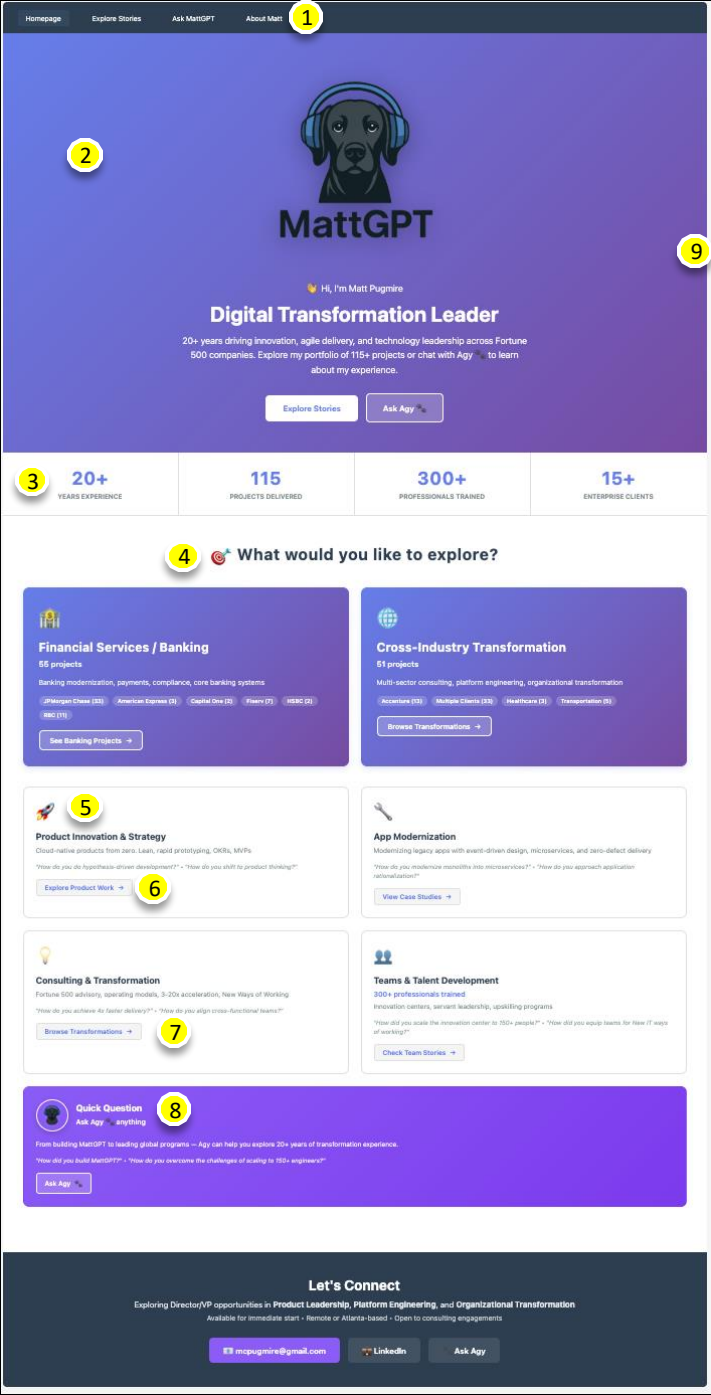 Homepage Explore Stories Ask MattGPT About Matt 1
2
MattGPT
9
👋 Hi, I'm Matt Pugmire
Digital Transformation Leader
20+ years driving innovation, agile delivery, and technology leadership across Fortune
500 companies. Explore my portfolio of 115+ projects or chat with Agy 🐾 to learn
about my experience.
Explore Stories Ask Agy 🐾
3
20+ 115 300+ 15+
YEARS EXPERIENCE PROJECTS DELIVERED PROFESSIONALS TRAINED ENTERPRISE CLIENTS
4 🎯 What would you like to explore?
Financial Services / Banking
55 projects
Banking modernization, payments, compliance, core banking systems
JPMorgan Chase (33) American Express (3) Capital One (2) Fiserv (7) HSBC (2)
RBC (11)
See Banking Projects →
Cross-Industry Transformation
51 projects
Multi-sector consulting, platform engineering, organizational transformation
Accenture (13) Multiple Clients (33) Healthcare (3) Transportation (5)
Browse Transformations →
5
Product Innovation & Strategy
Cloud-native products from zero. Lean, rapid prototyping, OKRs, MVPs
"How do you do hypothesis-driven development?" • "How do you shift to product thinking?"
Explore Product Work → 6
App Modernization
Modernizing legacy apps with event-driven design, microservices, and zero-defect delivery
"How do you modernize monoliths into microservices?" • "How do you approach application
rationalization?"
View Case Studies →
Consulting & Transformation
Fortune 500 advisory, operating models, 3-20x acceleration, New Ways of Working
"How do you achieve 4x faster delivery?" • "How do you align cross-functional teams?"
Browse Transformations → 7
Teams & Talent Development
300+ professionals trained
Innovation centers, servant leadership, upskilling programs
"How did you scale the innovation center to 150+ people?" • "How did you equip teams for New IT ways
of working?"
Check Team Stories →
Quick Question 8
Ask Agy 🐾 anything
From building MattGPT to leading global programs — Agy can help you explore 20+ years of transformation experience.
"How did you build MattGPT?" • "How do you overcome the challenges of scaling to 150+ engineers?"
Ask Agy 🐾
Let's Connect
Exploring Director/VP opportunities in Product Leadership, Platform Engineering, and Organizational Transformation
Available for immediate start • Remote or Atlanta-based • Open to consulting engagements
📧 mcpugmire@gmail.com 💼 LinkedIn Ask Agy